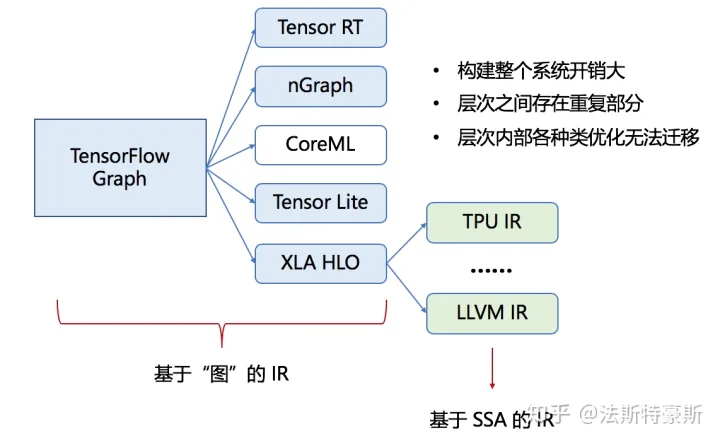 Tensor RT
nGraph
CoreML
Tensor Lite
XLA HLO
TensorFlow
Graph
• 构建整个系统开销大
• 层次之间存在重复部分
• 层次内部各种类优化无法迁移
TPU IR
……
LLVM IR
基于“图”的 IR
基于 SSA 的 IR
知乎 @法斯特豪斯